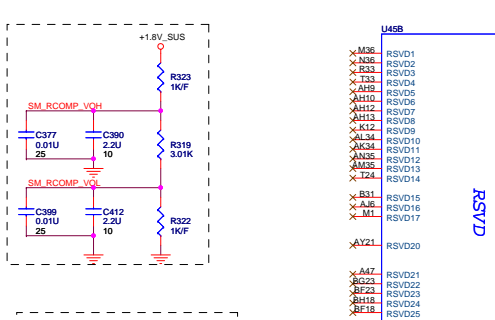 +1.8V_SUS
R323
1K/F
SM_RCOMP_VOH
C377
0.01U
25
C390
2.2U
10
R319
3.01K
SM_RCOMP_VOL
C399
0.01U
25
C412
2.2U
10
R322
1K/F
U45B
M36 RSVD1
N36 RSVD2
R33 RSVD3
T33 RSVD4
AH9 RSVD5
AH10 RSVD6
AH12 RSVD7
AH13 RSVD8
K12 RSVD9
AL34 RSVD10
AK34 RSVD11
AN35 RSVD12
AM35 RSVD13
T24 RSVD14
B31 RSVD15
AJ6 RSVD16
M1 RSVD17
AY21 RSVD20
A47 RSVD21
BG23 RSVD22
BF23 RSVD23
BH18 RSVD24
BF18 RSVD25
RSVD